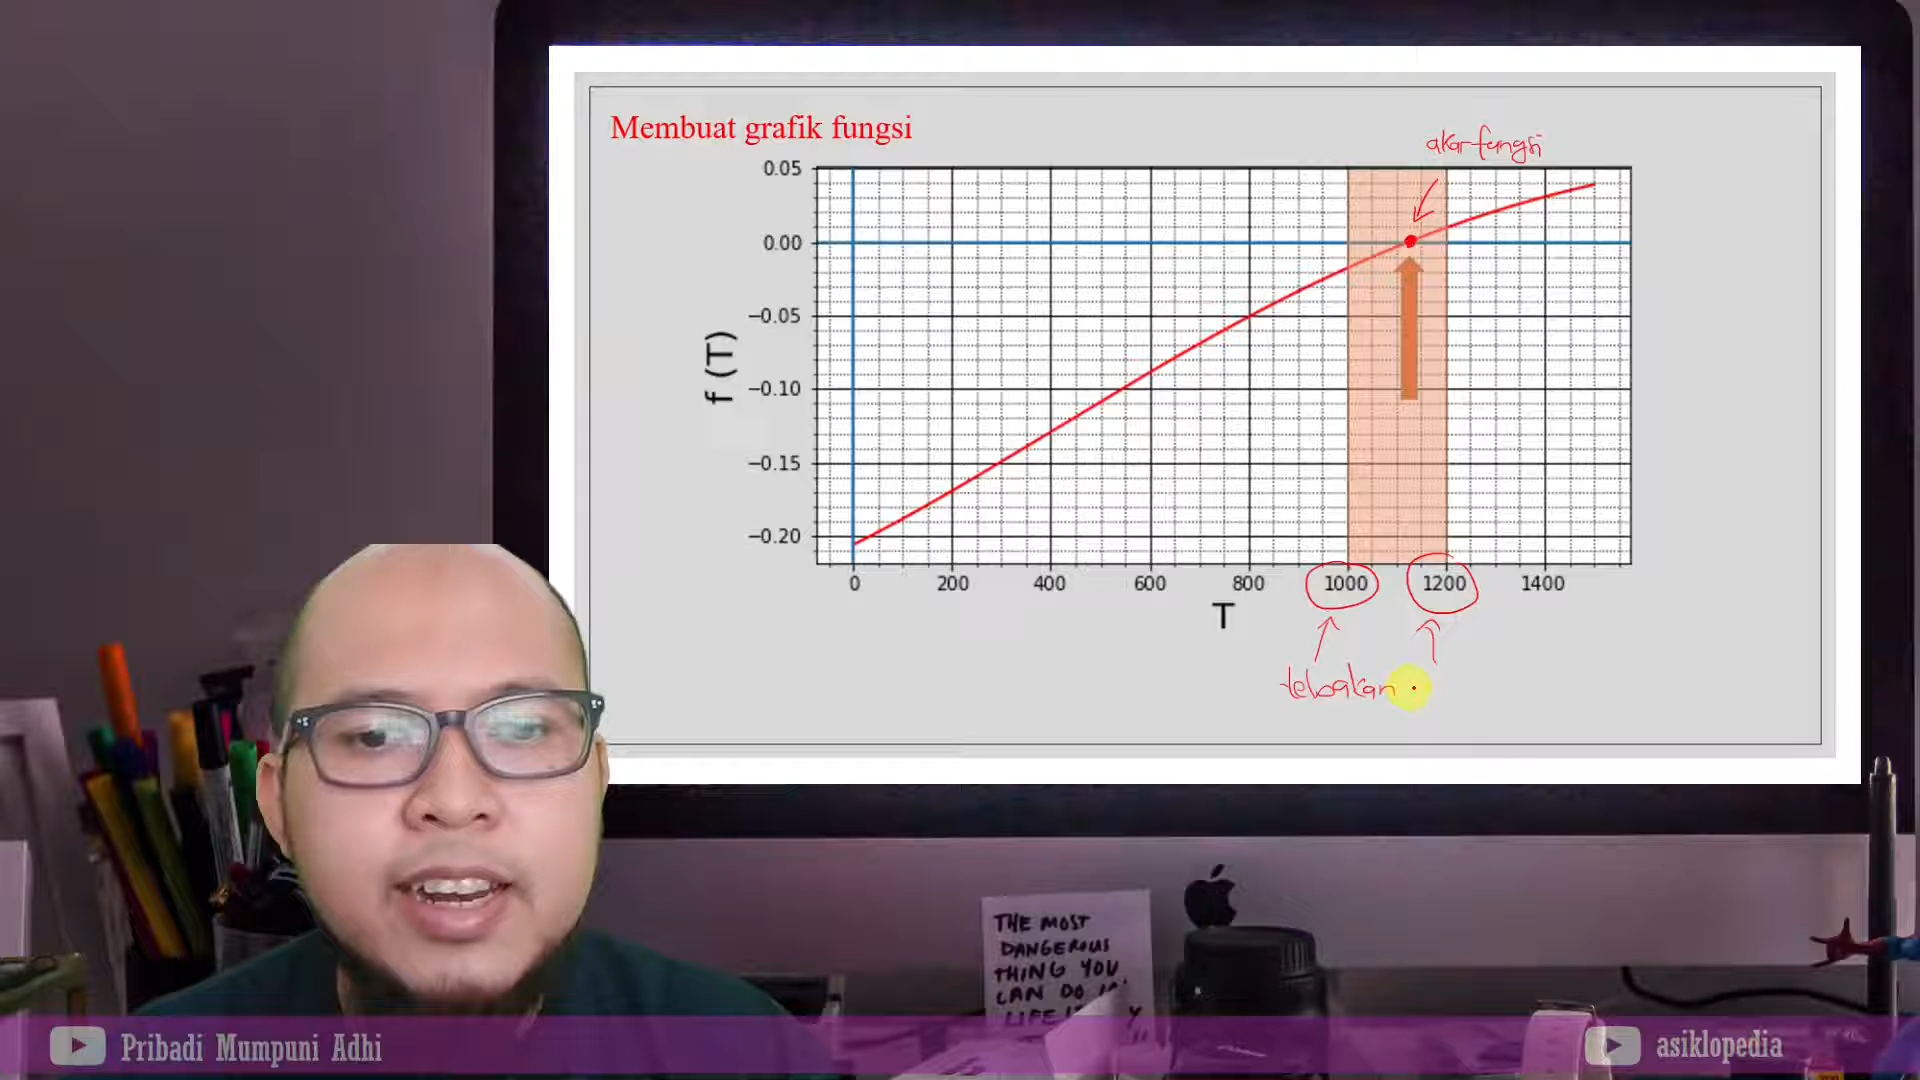 Membuat grafik fungsi
akar fungsi
0.05
0.00
−0.05
−0.10
−0.15
−0.20
f (T)
0 200 400 600 800 1000 1200 1400
T
tebakan
THE MOST
DANGEROUS
THING YOU
CAN DO
LIFE
Pribadi Mumpuni Adhi
asiklopedia